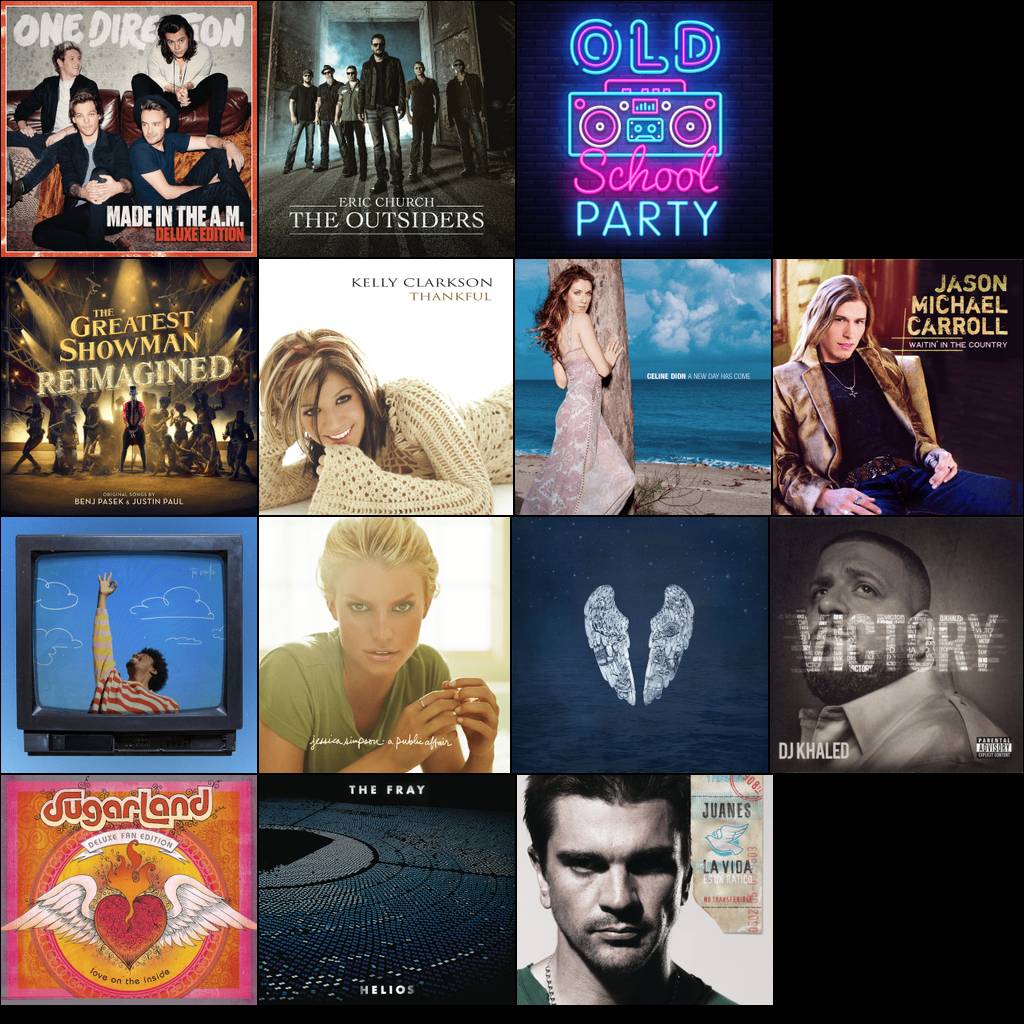 ONE DIRECTION
MADE IN THE A.M.
DELUXE EDITION
ERIC CHURCH
THE OUTSIDERS
OLD
School
PARTY
THE
GREATEST
SHOWMAN
REIMAGINED
ORIGINAL SONGS BY
BENJ PASEK & JUSTIN PAUL
KELLY CLARKSON
THANKFUL
CELINE DION A NEW DAY HAS COME
JASON
MICHAEL
CARROLL
WAITIN' IN THE COUNTRY
jessica simpson: a public affair
VICTORY
DJ KHALED
PARENTAL
ADVISORY
EXPLICIT CONTENT
Sugarland
DELUXE FAN EDITION
love on the inside
THE FRAY
HELIOS
JUANES
LA VIDA
ES UN RATICO
NO TRANSFERIBLE